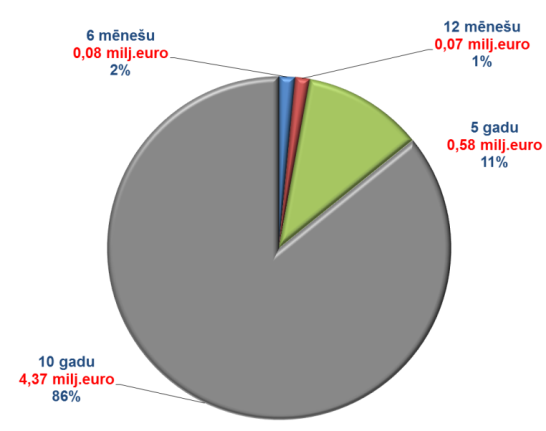 6 mēnešu
0,08 milj.euro
2%
12 mēnešu
0,07 milj.euro
1%
5 gadu
0,58 milj.euro
11%
10 gadu
4,37 milj.euro
86%